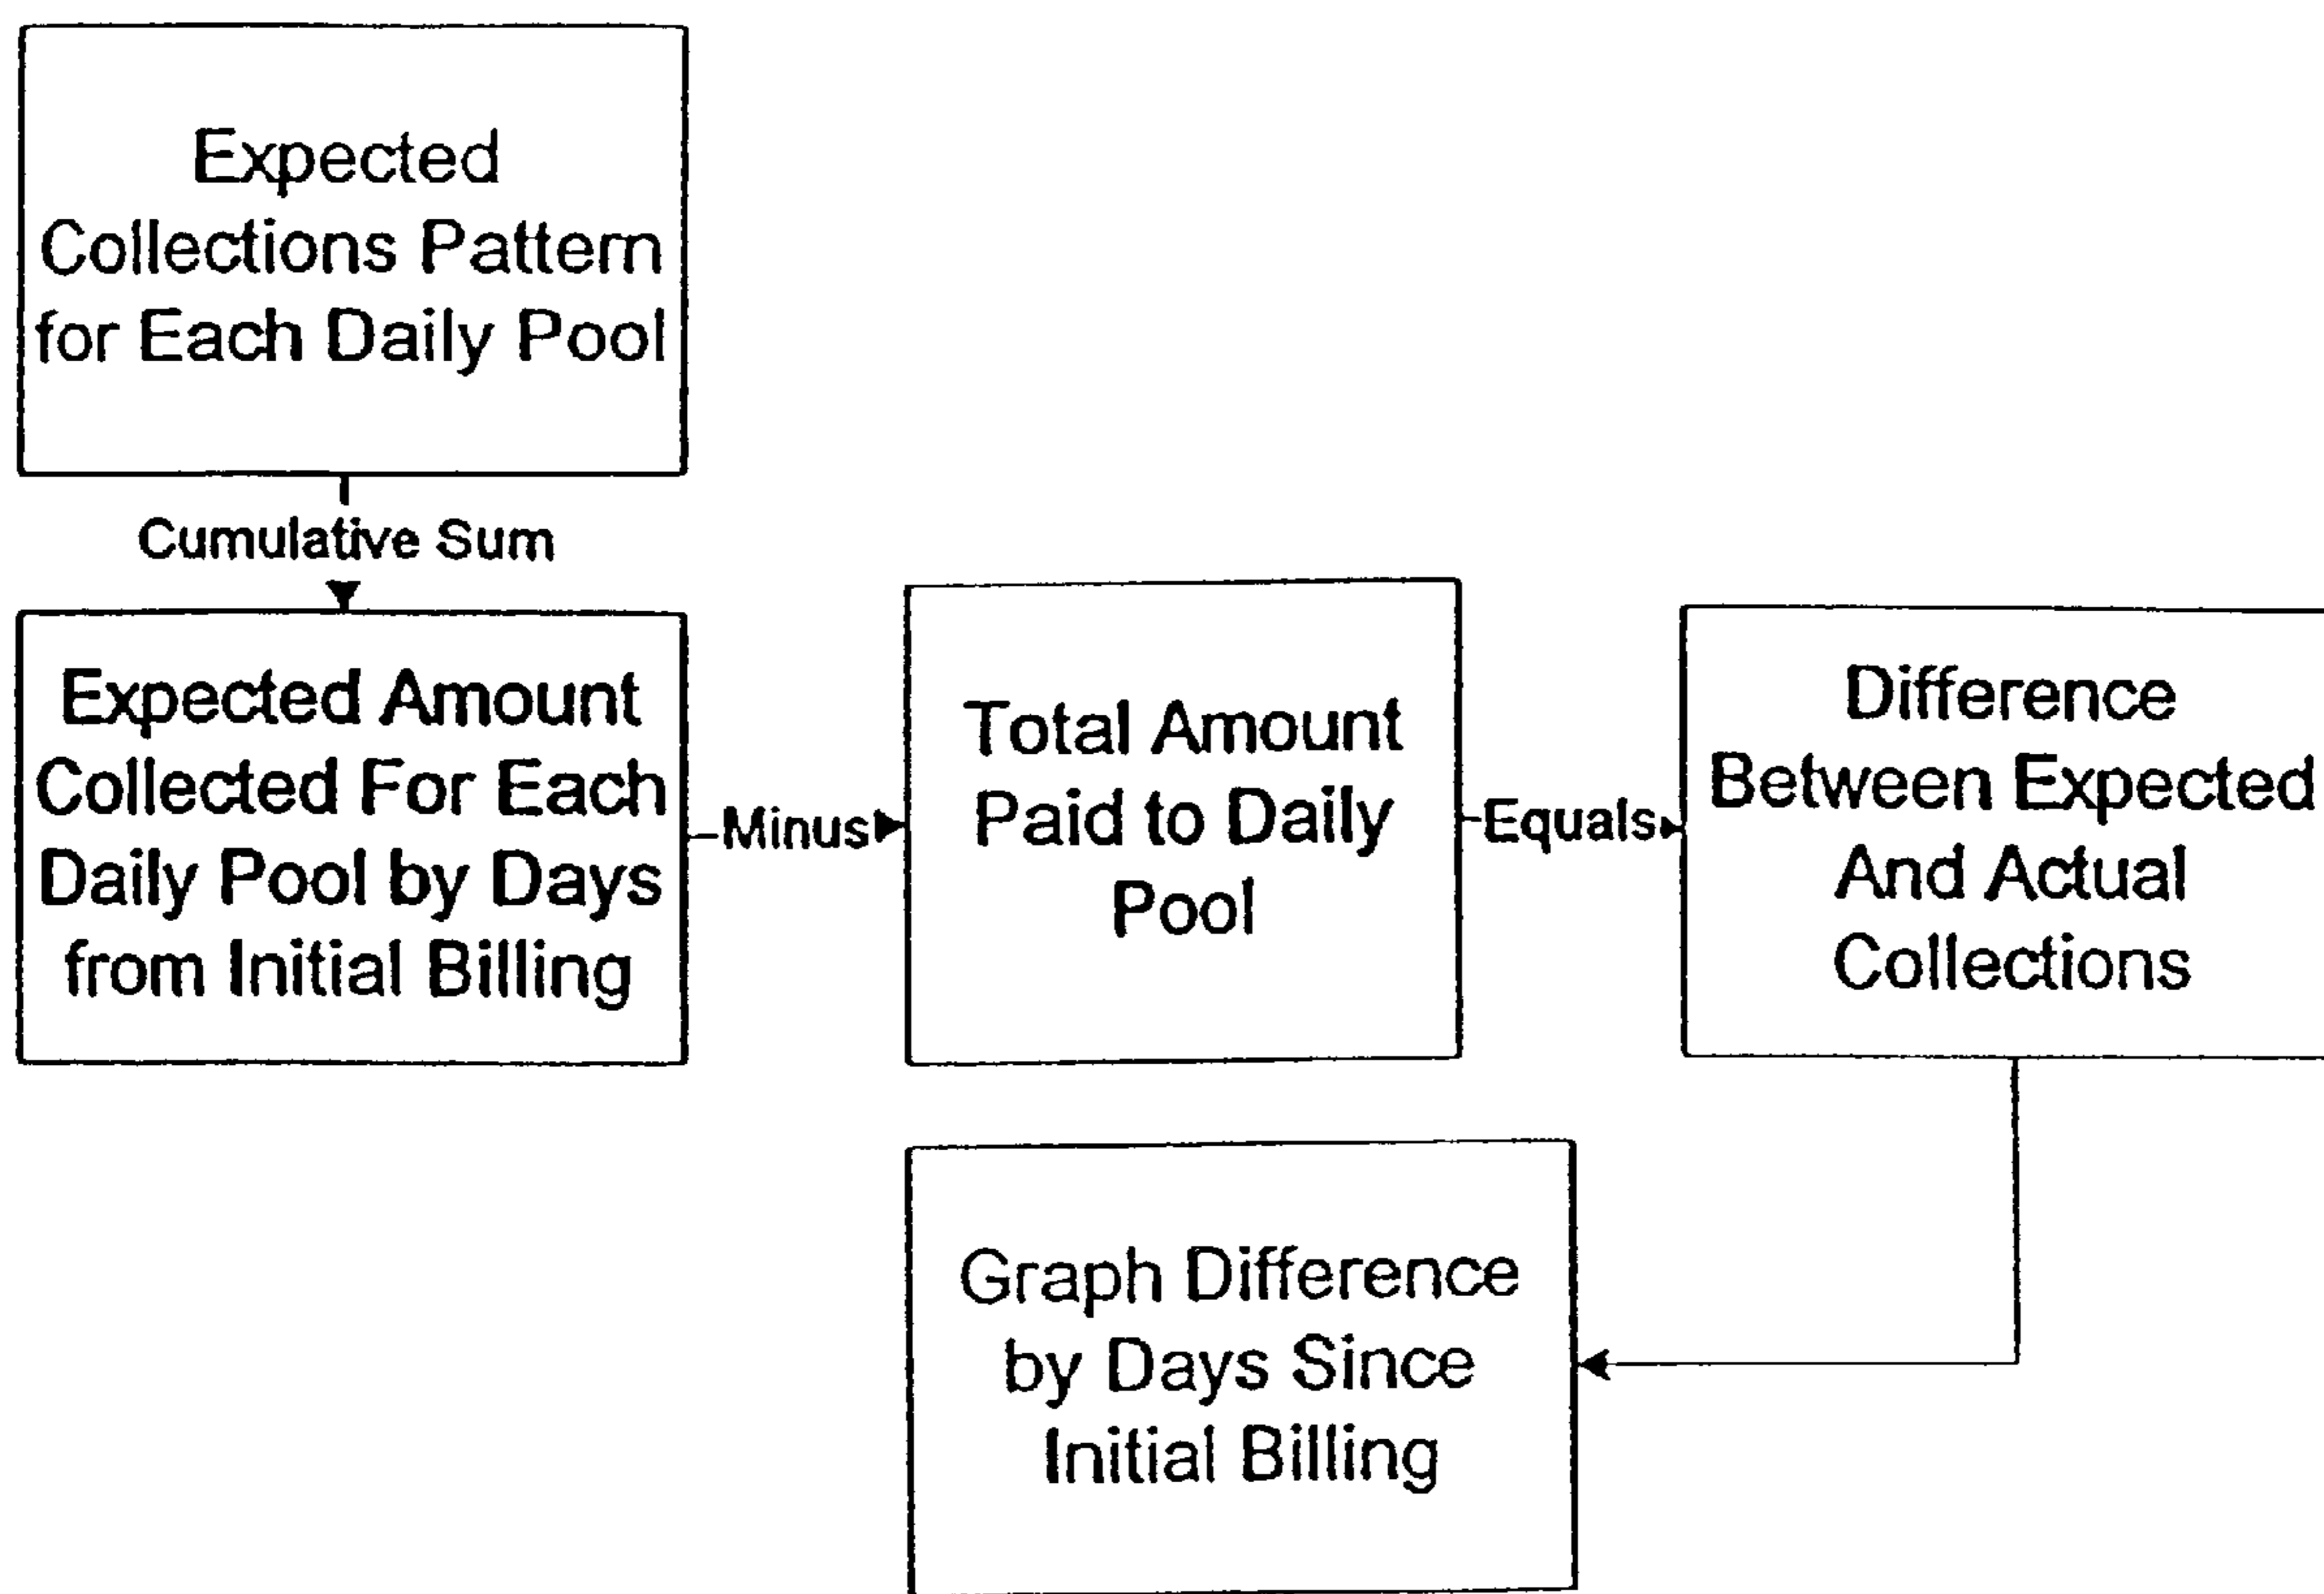 Expected
Collections Pattern
for Each Daily Pool
Cumulative Sum
Expected Amount
Collected For Each
Daily Pool by Days
from Initial Billing
Minus
Total Amount
Paid to Daily
Pool
Equals
Difference
Between Expected
And Actual
Collections
Graph Difference
by Days Since
Initial Billing